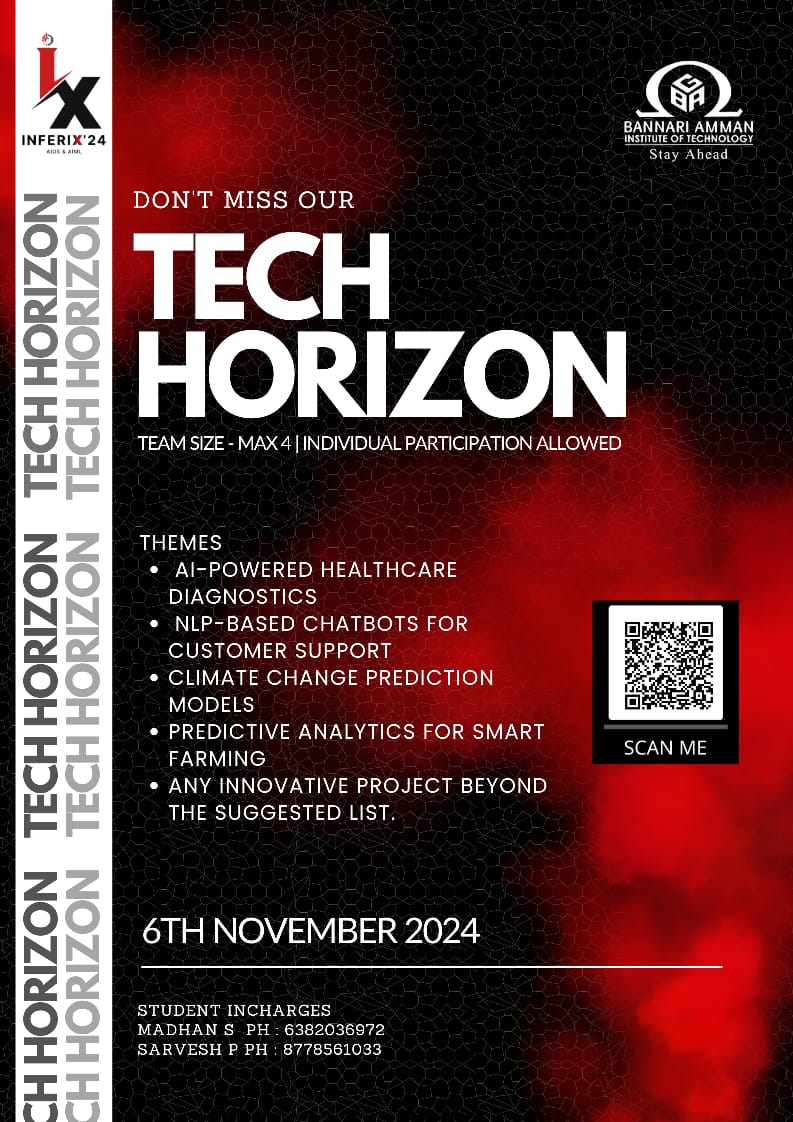 INFERIX'24
AIDS & AIML
GBA
BANNARI AMMAN
INSTITUTE OF TECHNOLOGY
Stay Ahead
DON'T MISS OUR
TECH
HORIZON
TEAM SIZE - MAX 4 | INDIVIDUAL PARTICIPATION ALLOWED
THEMES
• AI-POWERED HEALTHCARE
DIAGNOSTICS
• NLP-BASED CHATBOTS FOR
CUSTOMER SUPPORT
• CLIMATE CHANGE PREDICTION
MODELS
• PREDICTIVE ANALYTICS FOR SMART
FARMING
• ANY INNOVATIVE PROJECT BEYOND
THE SUGGESTED LIST.
SCAN ME
6TH NOVEMBER 2024
STUDENT INCHARGES
MADHAN S PH : 6382036972
SARVESH P PH : 8778561033
TECH HORIZON
TECH HORIZON
TECH HORIZON
TECH HORIZON
CH HORIZON
CH HORIZON